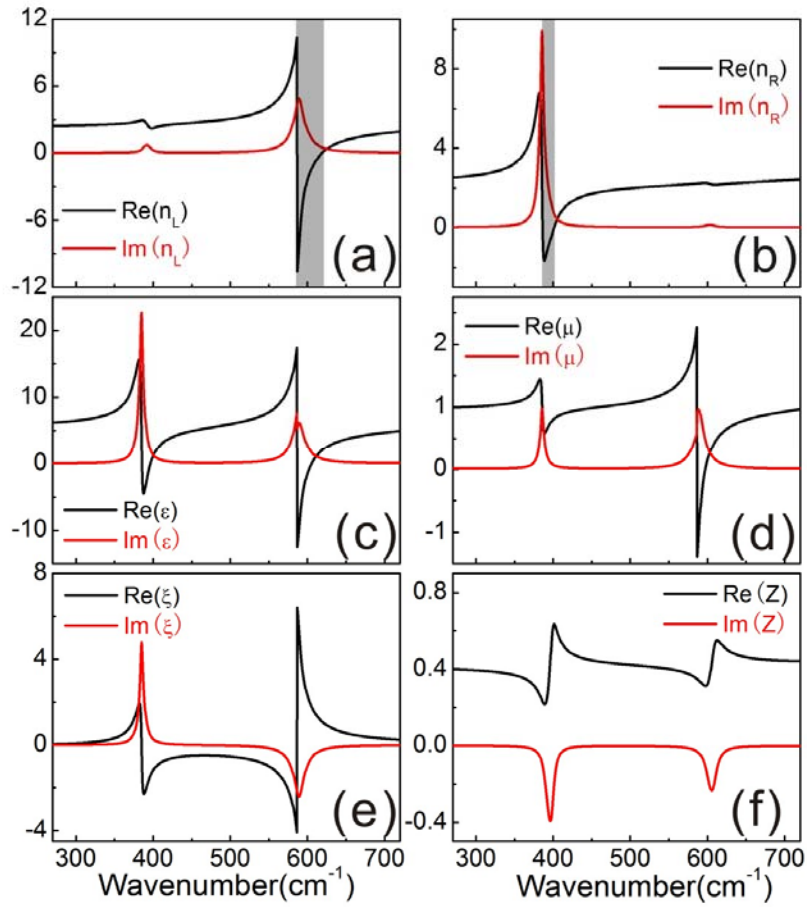 12
6
0
-6
-12
Re(n_L)
Im(n_L)
(a)
8
4
0
Re(n_R)
Im(n_R)
(b)
20
10
0
-10
Re(ε)
Im(ε)
(c)
2
1
0
-1
Re(μ)
Im(μ)
(d)
8
4
0
-4
Re(ξ)
Im(ξ)
(e)
300 400 500 600 700
Wavenumber(cm⁻¹)
0.8
0.4
0.0
-0.4
Re(Z)
Im(Z)
(f)
300 400 500 600 700
Wavenumber(cm⁻¹)